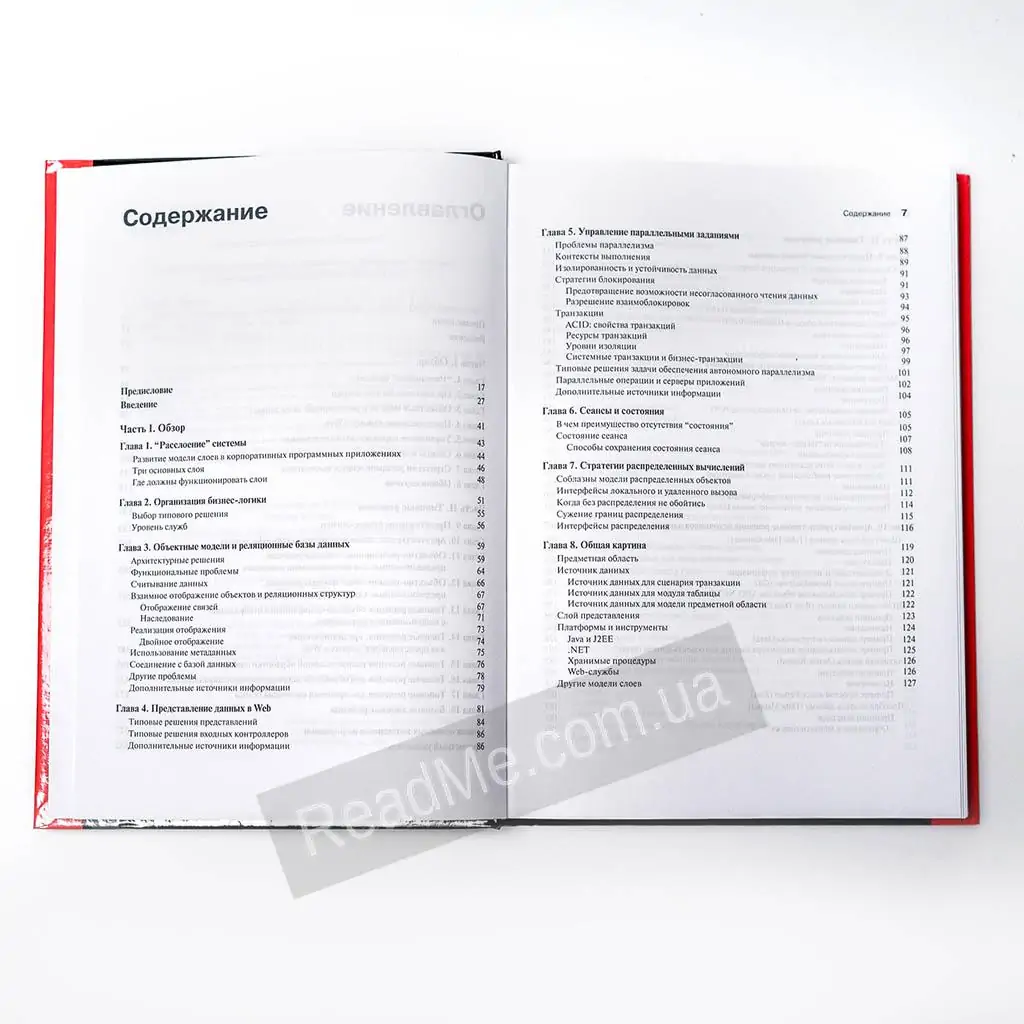 Содержание
Предисловие 17
Введение 27
Часть 1. Обзор 41
Глава 1. “Расслоение” системы 43
Развитие модели слоев в корпоративных программных приложениях 44
Три основных слоя 46
Где должны функционировать слои 48
Глава 2. Организация бизнес-логики 51
Выбор типового решения 55
Уровень служб 56
Глава 3. Объектные модели и реляционные базы данных 59
Архитектурные решения 59
Функциональные проблемы 64
Считывание данных 66
Взаимное отображение объектов и реляционных структур 67
Отображение связей 67
Наследование 71
Реализация отображения 73
Двойное отображение 74
Использование метаданных 75
Соединение с базой данных 76
Другие проблемы 78
Дополнительные источники информации 79
Глава 4. Представление данных в Web 81
Типовые решения представлений 84
Типовые решения входных контроллеров 86
Дополнительные источники информации 86
Содержание 7
Глава 5. Управление параллельными заданиями 87
Проблемы параллелизма 88
Контексты выполнения 89
Изолированность и устойчивость данных 91
Стратегии блокирования 91
Предотвращение возможности несогласованного чтения данных 93
Разрешение взаимоблокировок 94
Транзакции 95
ACID: свойства транзакций 96
Ресурсы транзакций 96
Уровни изоляции 97
Системные транзакции и бизнес-транзакции 99
Типовые решения задачи обеспечения автономного параллелизма 101
Параллельные операции и серверы приложений 102
Дополнительные источники информации 104
Глава 6. Сеансы и состояния 105
В чем преимущество отсутствия “состояния” 105
Состояние сеанса 107
Способы сохранения состояния сеанса 108
Глава 7. Стратегии распределенных вычислений 111
Соблазны модели распределенных объектов 111
Интерфейсы локального и удаленного вызова 112
Когда без распределения не обойтись 114
Сужение границ распределения 115
Интерфейсы распределения 116
Глава 8. Общая картина 119
Предметная область 120
Источник данных 121
Источник данных для сценария транзакции 121
Источник данных для модуля таблицы 122
Источник данных для модели предметной области 122
Слой представления 123
Платформы и инструменты 124
Java и J2EE 124
.NET 125
Хранимые процедуры 126
Web-службы 126
Другие модели слоев 127
ReadMe.com.ua